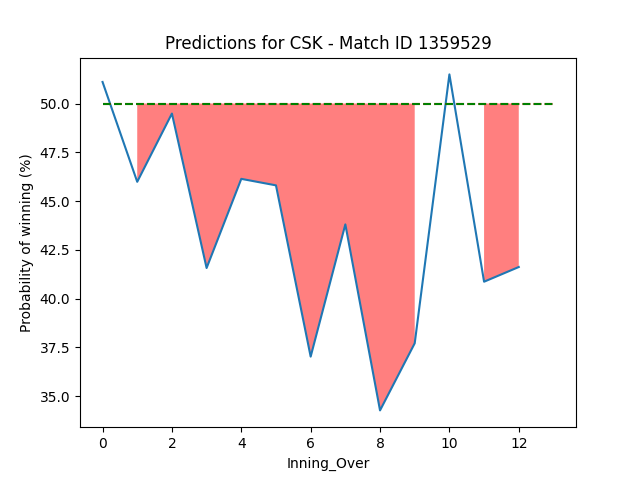 Predictions for CSK - Match ID 1359529
Probability of winning (%)
50.0
47.5
45.0
42.5
40.0
37.5
35.0
0 2 4 6 8 10 12
Inning_Over